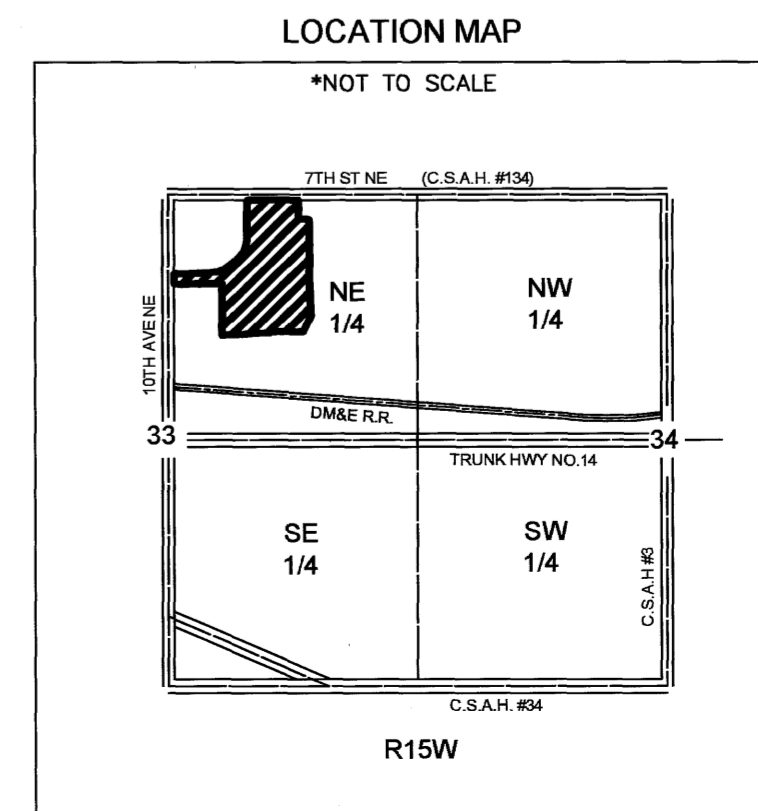 LOCATION MAP
*NOT TO SCALE
7TH ST NE (C.S.A.H. #134)
NE
1/4
NW
1/4
10TH AVE NE
DM&E R.R.
33
34
TRUNK HWY NO.14
SE
1/4
SW
1/4
C.S.A.H #3
C.S.A.H. #34
R15W